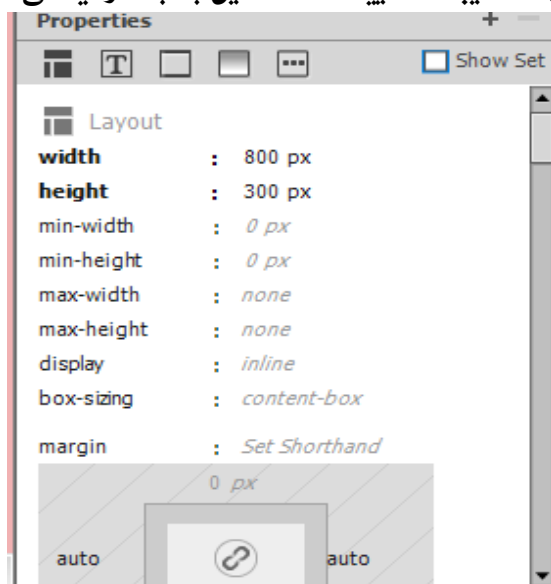 Properties
Show Set
Layout
width : 800 px
height : 300 px
min-width : 0 px
min-height : 0 px
max-width : none
max-height : none
display : inline
box-sizing : content-box
margin : Set Shorthand
0 px
auto auto